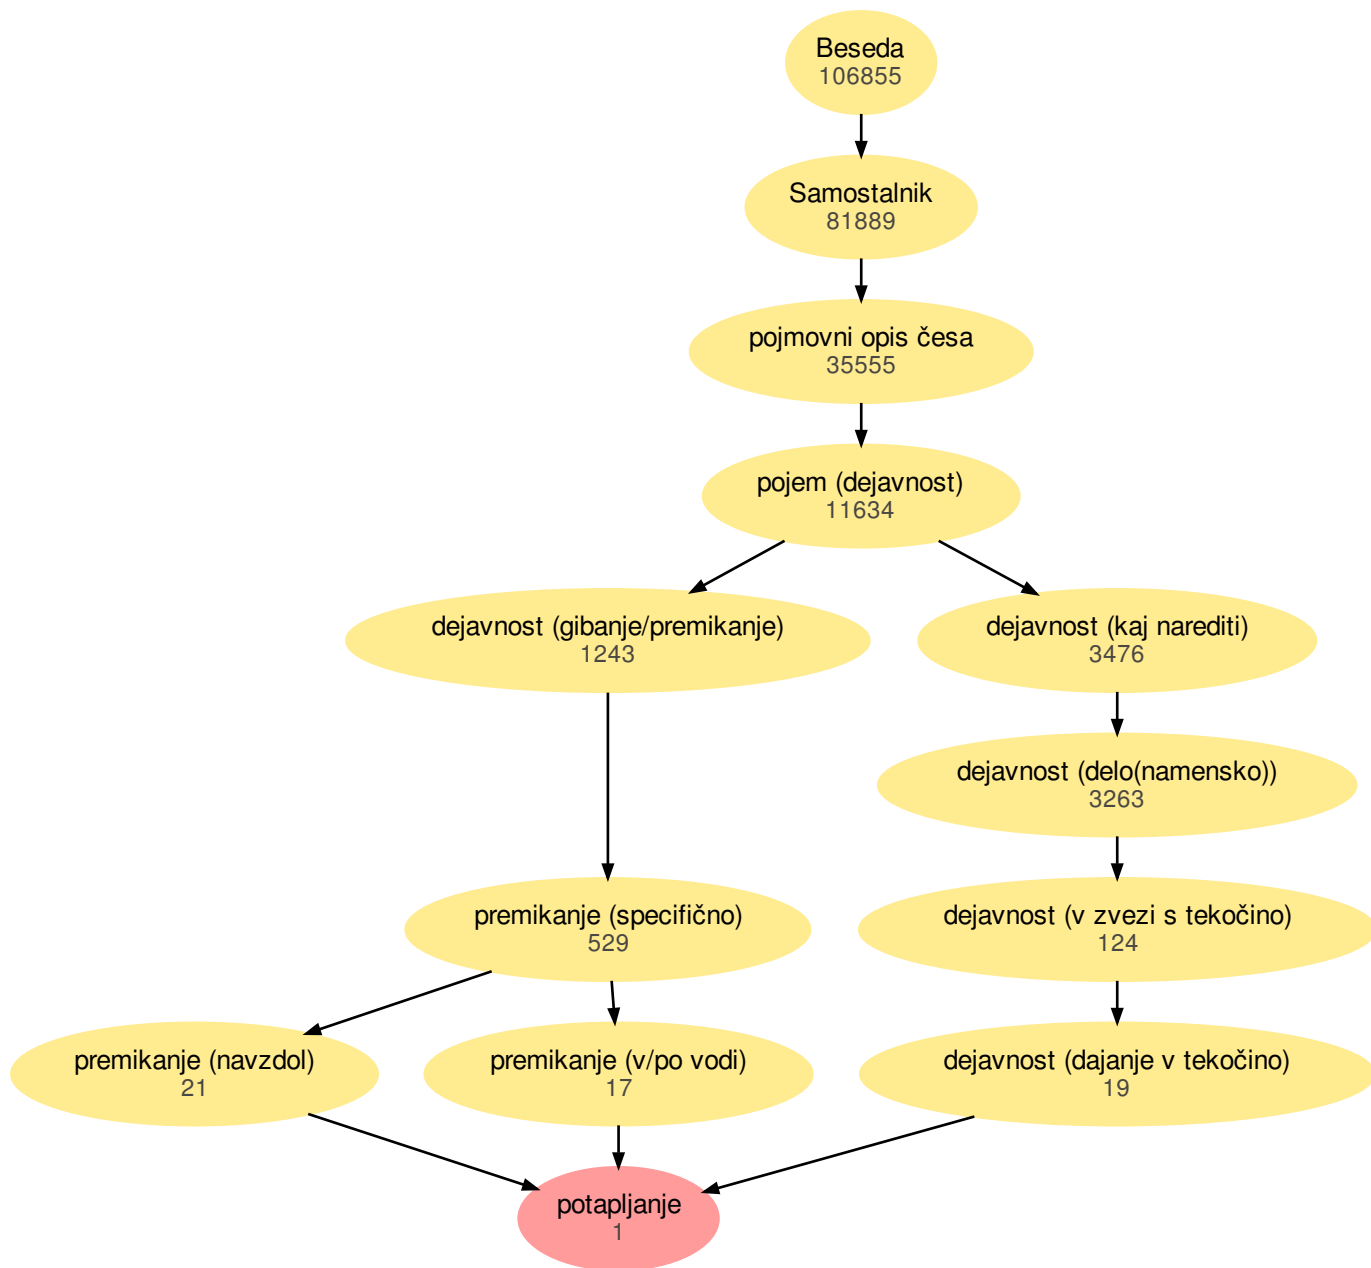 Beseda
106855
Samostalnik
81889
pojmovni opis česa
35555
pojem (dejavnost)
11634
dejavnost (gibanje/premikanje)
1243
dejavnost (kaj narediti)
3476
dejavnost (delo(namensko))
3263
premikanje (specifično)
529
dejavnost (v zvezi s tekočino)
124
premikanje (navzdol)
21
premikanje (v/po vodi)
17
dejavnost (dajanje v tekočino)
19
potapljanje
1